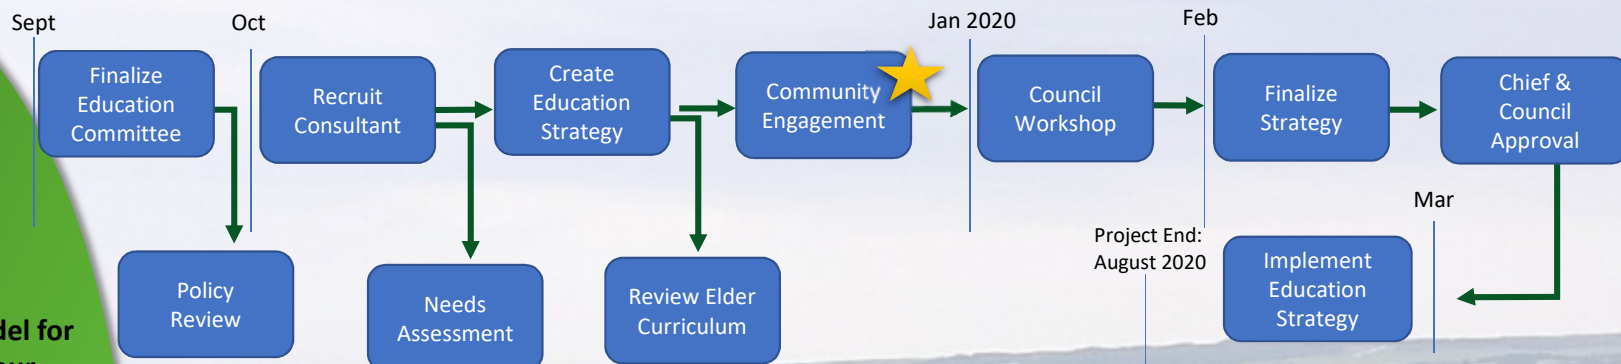 Sept
Oct
Jan 2020
Feb
Finalize
Education
Committee
Recruit
Consultant
Create
Education
Strategy
Community
Engagement
Council
Workshop
Finalize
Strategy
Chief &
Council
Approval
Mar
Project End:
August 2020
Policy
Review
Needs
Assessment
Review Elder
Curriculum
Implement
Education
Strategy
del for